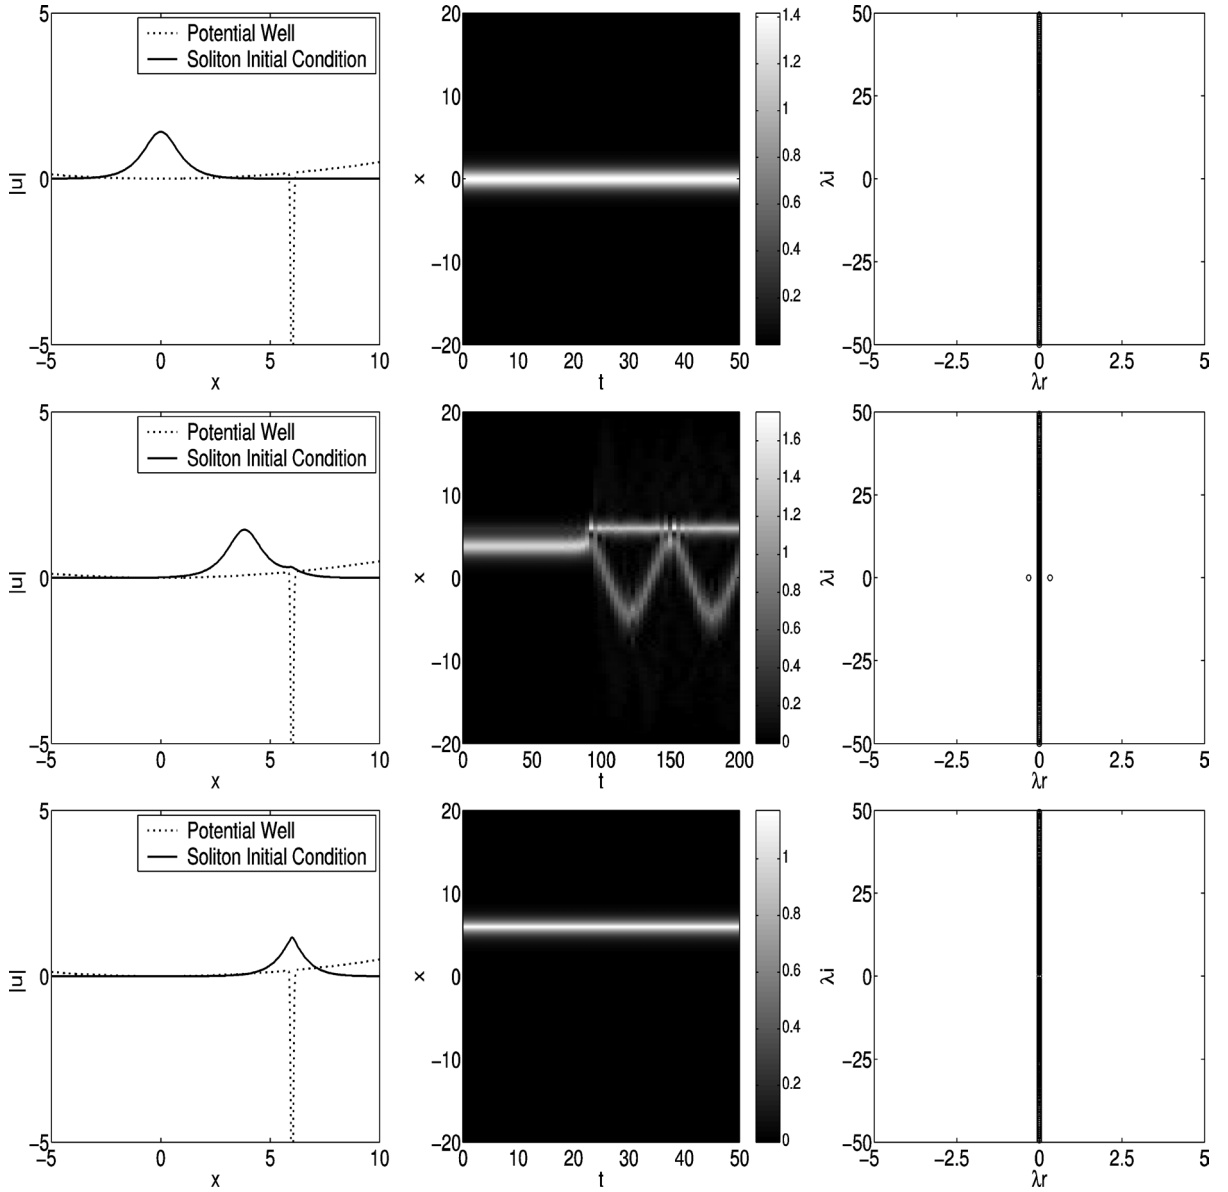 5
Potential Well
Soliton Initial Condition
|u|
0
−5
−5 0 5 10
x
20
10
x
0
−10
−20
0 10 20 30 40 50
t
1.4
1.2
1
0.8
0.6
0.4
0.2
50
25
λi
0
−25
−50
−5 −2.5 0 2.5 5
λr
5
Potential Well
Soliton Initial Condition
|u|
0
−5
−5 0 5 10
x
20
10
x
0
−10
−20
0 50 100 150 200
t
1.6
1.4
1.2
1
0.8
0.6
0.4
0.2
0
50
25
λi
0
−25
−50
−5 −2.5 0 2.5 5
λr
5
Potential Well
Soliton Initial Condition
|u|
0
−5
−5 0 5 10
x
20
10
x
0
−10
−20
0 10 20 30 40 50
t
1
0.8
0.6
0.4
0.2
0
50
25
λi
0
−25
−50
−5 −2.5 0 2.5 5
λr